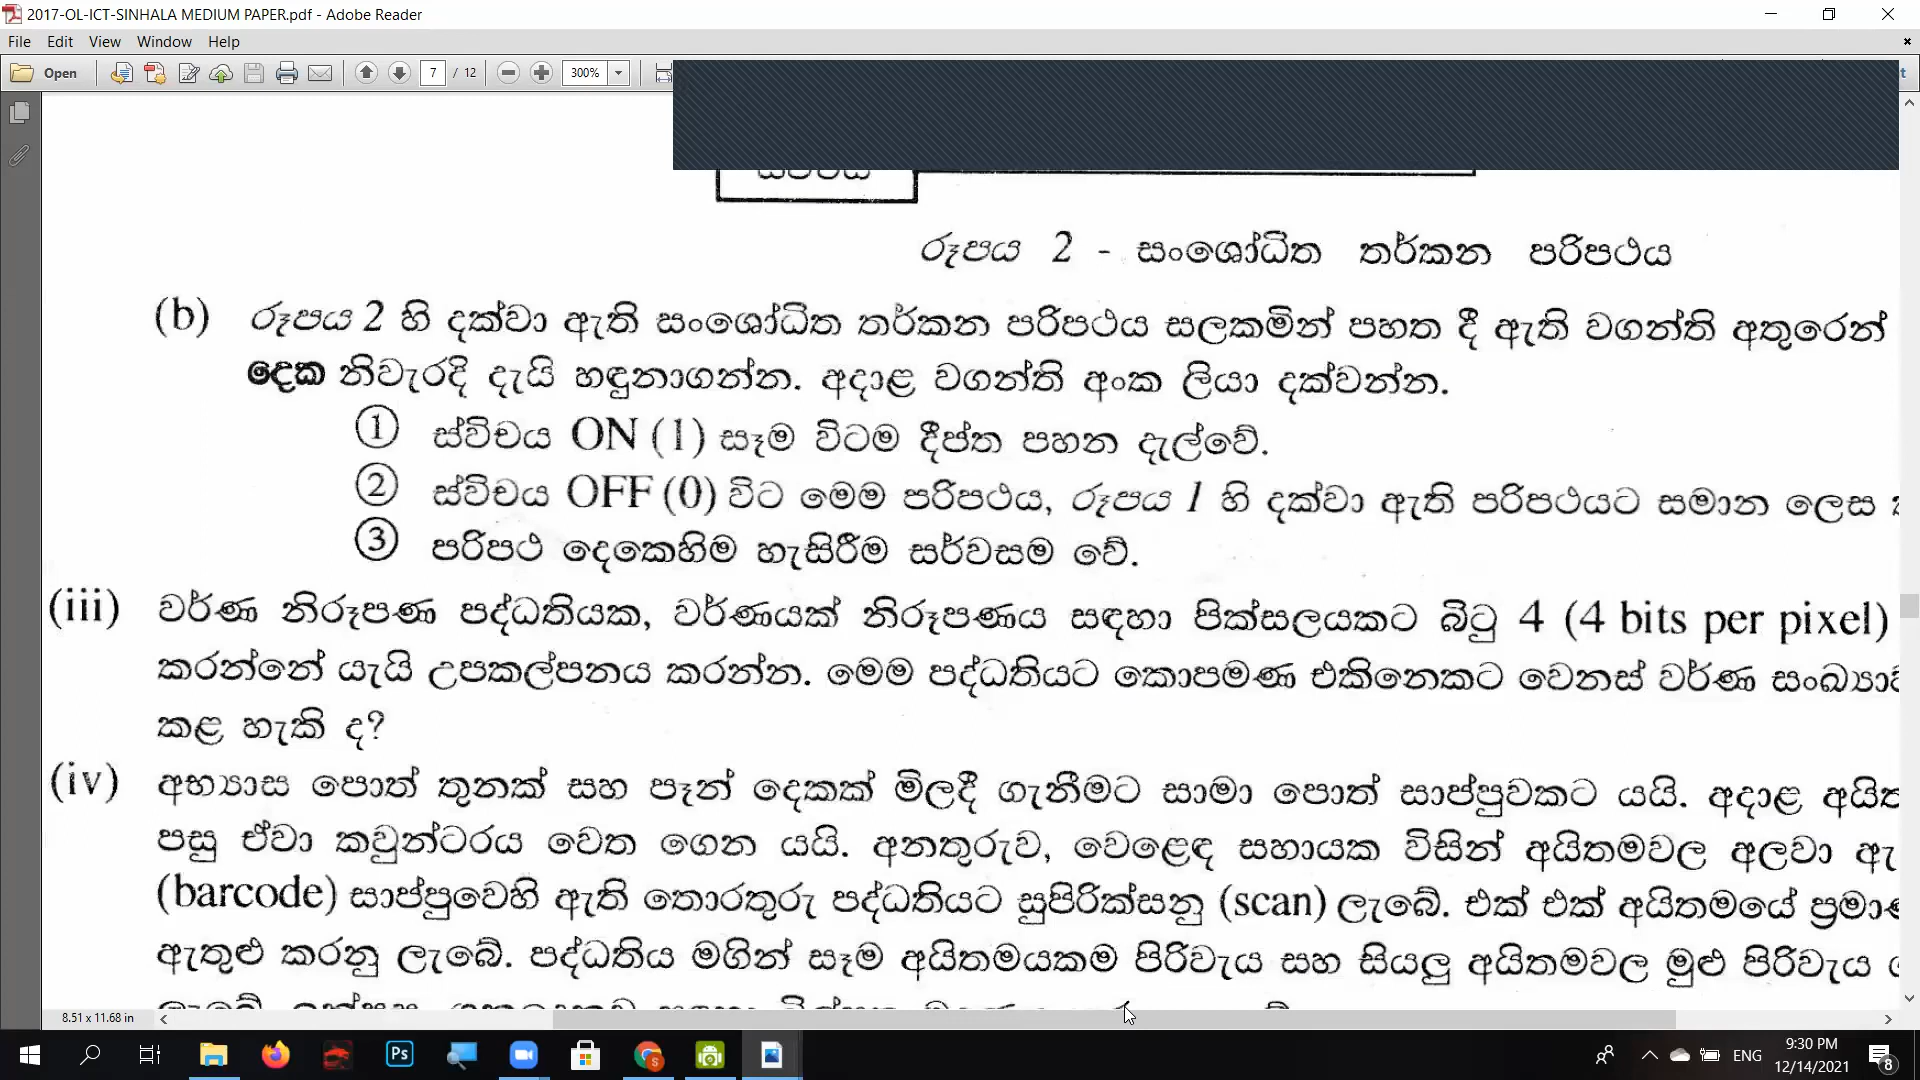 2017-OL-ICT-SINHALA MEDIUM PAPER.pdf - Adobe Reader
File Edit View Window Help
Open 7 / 12 300%
රූපය 2 - සංශෝධිත තර්කන පරිපථය
(b) රූපය 2 හි දක්වා ඇති සංශෝධිත තර්කන පරිපථය සලකමින් පහත දී ඇති වගන්ති අතුරෙන්
දෙක නිවැරදි දැයි හඳුනාගන්න. අදාළ වගන්ති අංක ලියා දක්වන්න.
① ස්විචය ON (1) සෑම විටම දීප්ත පහන දැල්වේ.
② ස්විචය OFF (0) විට මෙම පරිපථය, රූපය 1 හි දක්වා ඇති පරිපථයට සමාන ලෙස
③ පරිපථ දෙකෙහිම හැසිරීම සර්වසම වේ.
(iii) වර්ණ නිරූපණ පද්ධතියක, වර්ණයක් නිරූපණය සඳහා පික්සලයකට බිටු 4 (4 bits per pixel)
කරන්නේ යැයි උපකල්පනය කරන්න. මෙම පද්ධතියට කොපමණ එකිනෙකට වෙනස් වර්ණ
කළ හැකි ද?
(iv) අභ්‍යාස පොත් තුනක් සහ පෑන් දෙකක් මිලදී ගැනීමට සාමා පොත් සාප්පුවකට යයි. අදාළ
පසු ඒවා කවුන්ටරය වෙත ගෙන යයි. අනතුරුව, වෙළෙඳ සහායක විසින් අයිතමවල අලවා
(barcode) සාප්පුවෙහි ඇති තොරතුරු පද්ධතියට සුපිරික්සනු (scan) ලැබේ. එක් එක් අයිතමයේ
ඇතුළු කරනු ලැබේ. පද්ධතිය මගින් සෑම අයිතමයකම පිරිවැය සහ සියලු අයිතමවල මුළු පිරිවැය
8.51 x 11.68 in
ENG
9:30 PM
12/14/2021
8